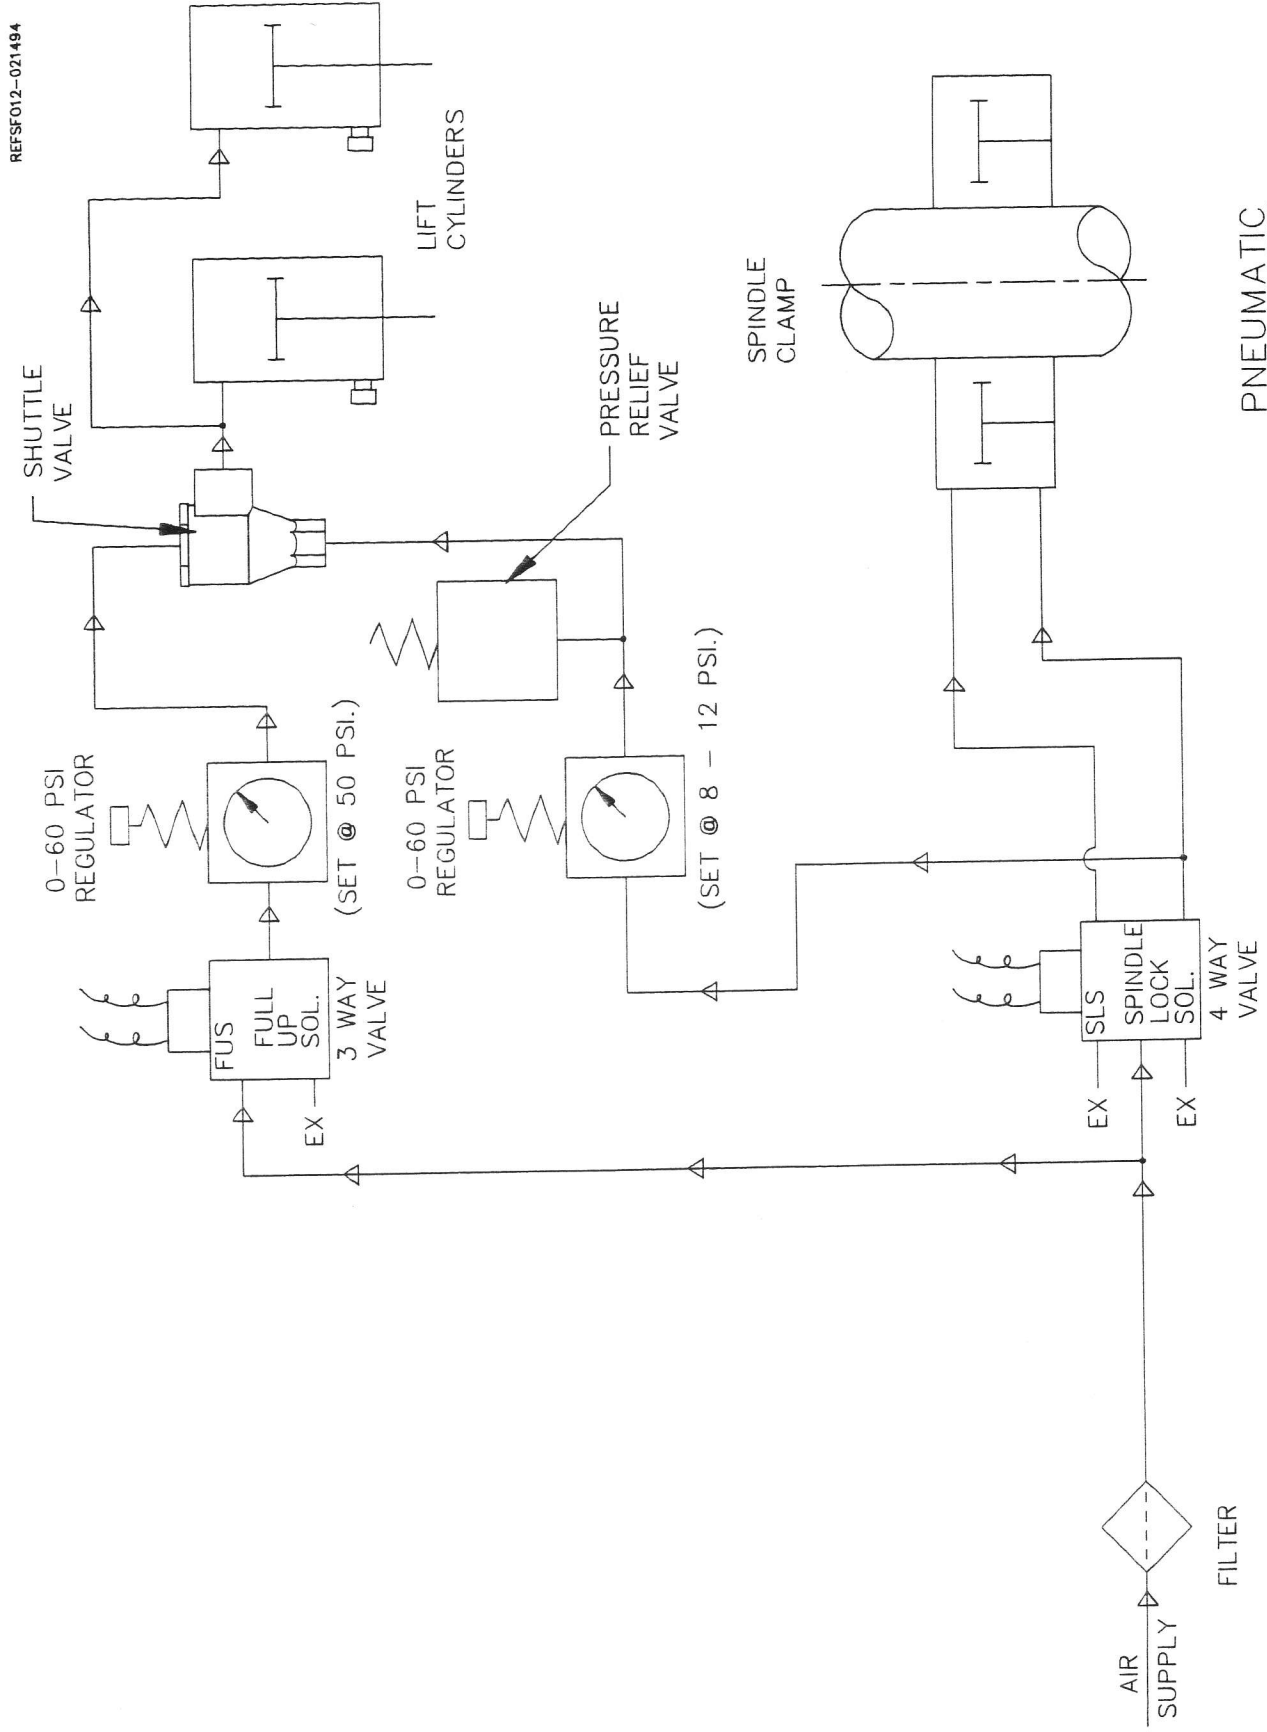 REFSF012-021494
SHUTTLE
VALVE
LIFT
CYLINDERS
0-60 PSI
REGULATOR
(SET @ 50 PSI.)
PRESSURE
RELIEF
VALVE
0-60 PSI
REGULATOR
(SET @ 8 - 12 PSI.)
FUS
FULL
UP
SOL.
3 WAY
VALVE
EX
SPINDLE
CLAMP
SLS
SPINDLE
LOCK
SOL.
4 WAY
VALVE
EX
EX
AIR
SUPPLY
FILTER
PNEUMATIC